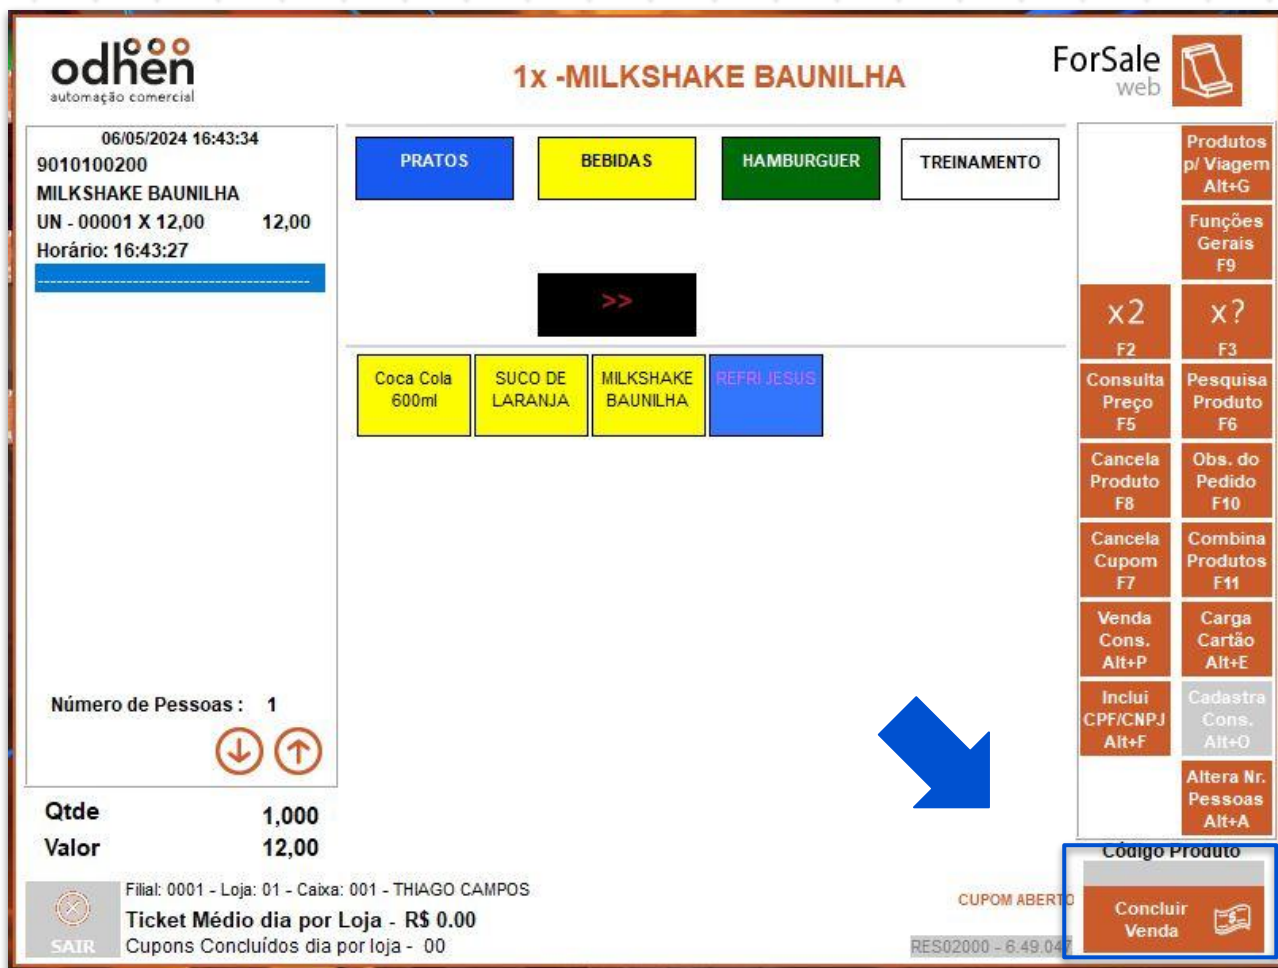 odhen
automação comercial
1x -MILKSHAKE BAUNILHA
ForSale
web
06/05/2024 16:43:34
9010100200
MILKSHAKE BAUNILHA
UN - 00001 X 12,00 12,00
Horário: 16:43:27
PRATOS
BEBIDAS
HAMBURGUER
TREINAMENTO
>>
Coca Cola
600ml
SUCO DE
LARANJA
MILKSHAKE
BAUNILHA
REFRI JESUS
Produtos
p/ Viagem
Alt+G
Funções
Gerais
F9
x2
F2
x?
F3
Consulta
Preço
F5
Pesquisa
Produto
F6
Cancela
Produto
F8
Obs. do
Pedido
F10
Cancela
Cupom
F7
Combina
Produtos
F11
Venda
Cons.
Alt+P
Carga
Cartão
Alt+E
Inclui
CPF/CNPJ
Alt+F
Cadastra
Cons.
Alt+O
Altera Nr.
Pessoas
Alt+A
Número de Pessoas : 1
Qtde 1,000
Valor 12,00
Código Produto
Concluir
Venda
SAIR
Filial: 0001 - Loja: 01 - Caixa: 001 - THIAGO CAMPOS
Ticket Médio dia por Loja - R$ 0.00
Cupons Concluídos dia por loja - 00
CUPOM ABERTO
RES02000 - 6.49.047